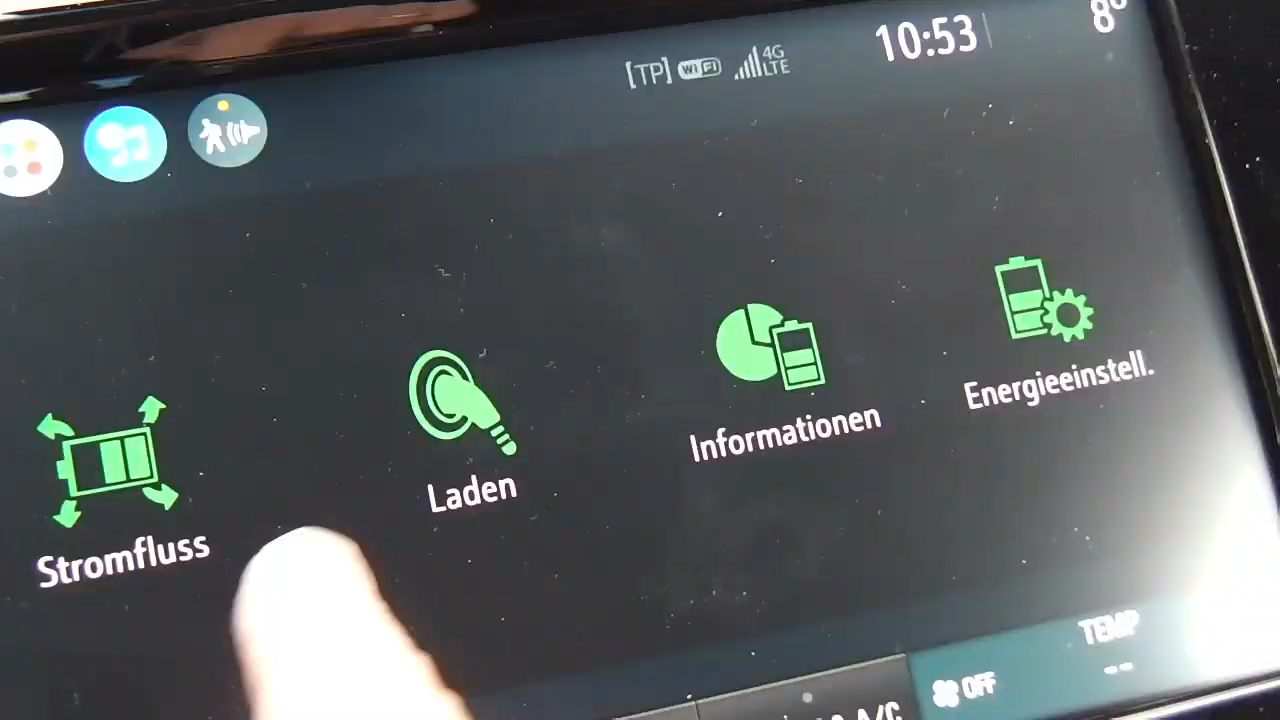 [TP] WiFi 4G LTE 10:53 8°
Stromfluss
Laden
Informationen
Energieeinstell.
TEMP
--
OFF
A/C